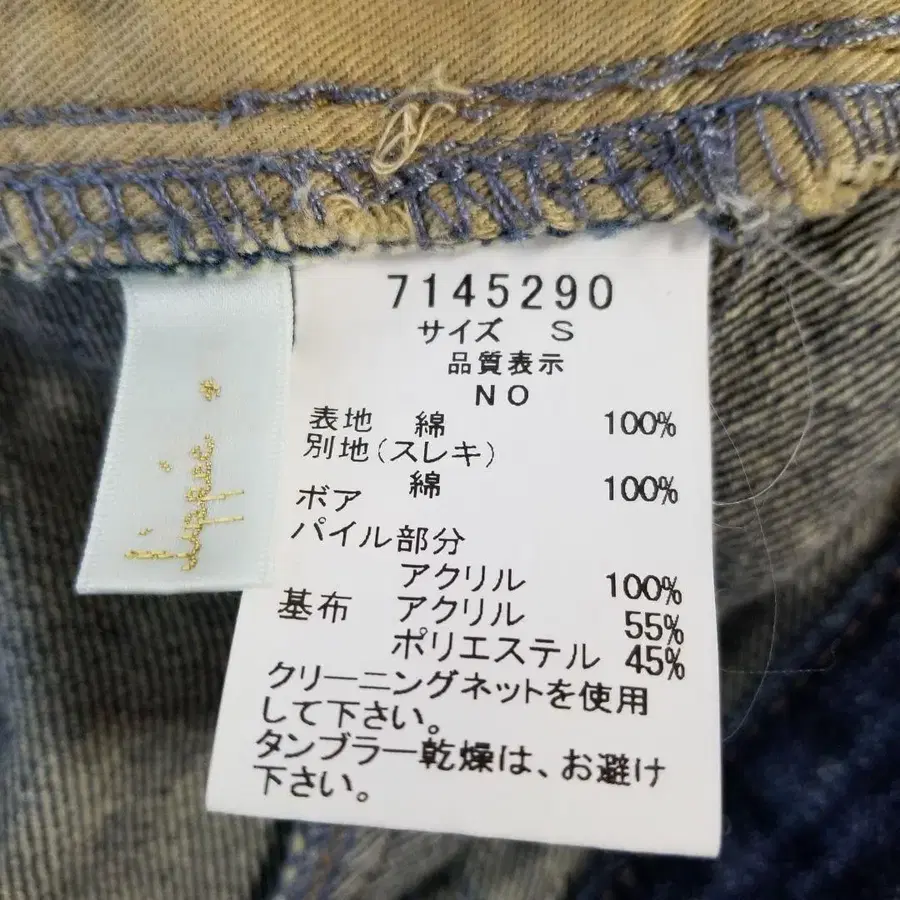 7145290
サイズ S
品質表示
NO
表地 綿 100%
別地(スレキ)
綿 100%
ボア
パイル部分
アクリル 100%
基布 アクリル 55%
ポリエステル 45%
クリーニングネットを使用
して下さい。
タンブラー乾燥は、お避け
下さい。